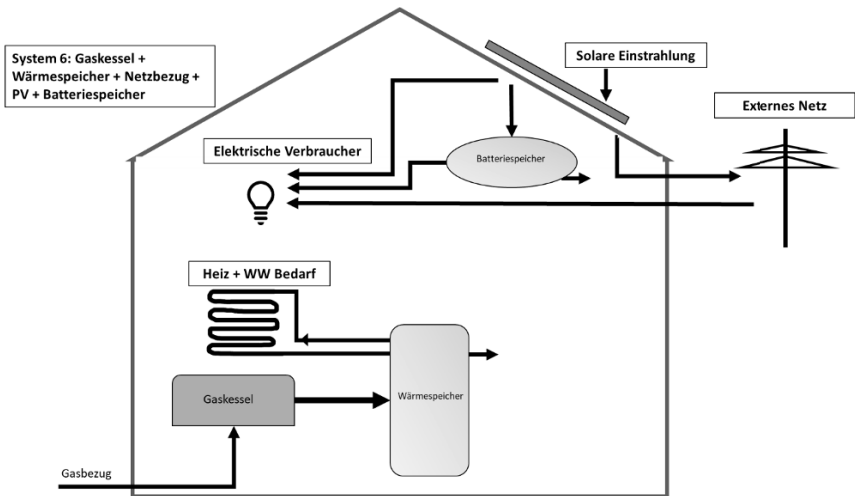 System 6: Gaskessel +
Wärmespeicher + Netzbezug +
PV + Batteriespeicher
Solare Einstrahlung
Externes Netz
Elektrische Verbraucher
Batteriespeicher
Heiz + WW Bedarf
Gaskessel
Wärmespeicher
Gasbezug